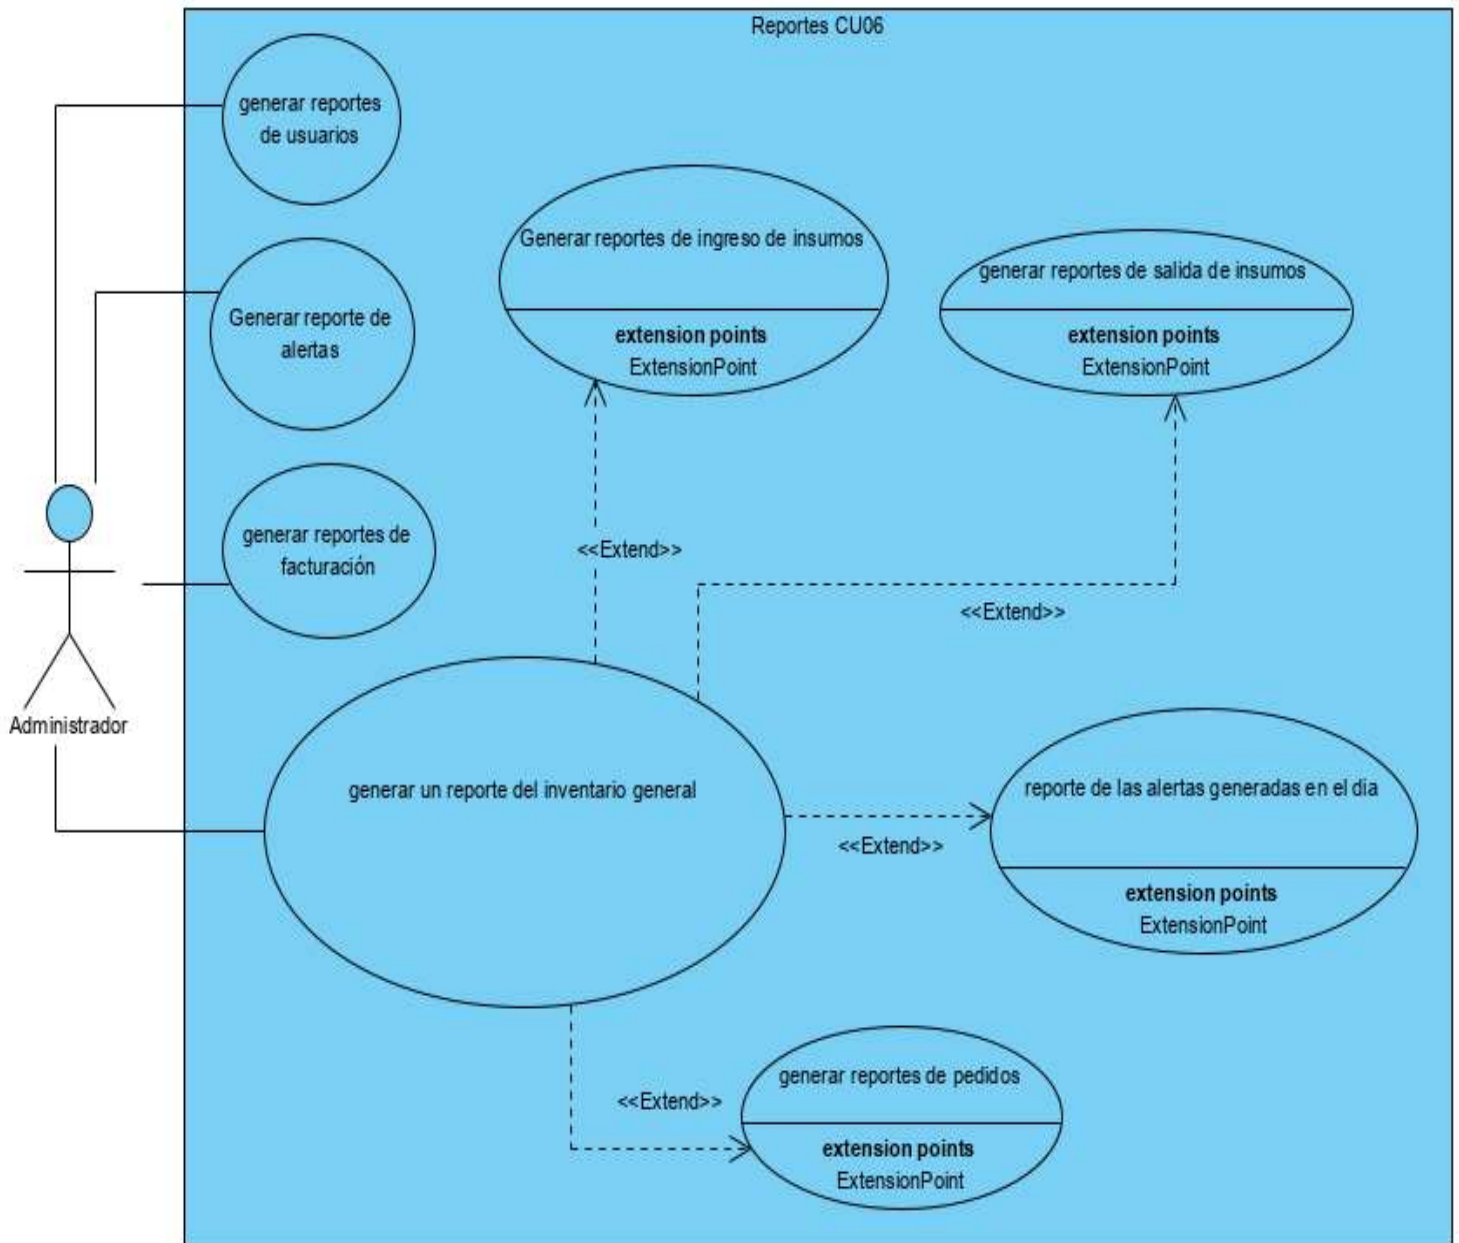 Reportes CU06
generar reportes
de usuarios
Generar reportes de ingreso de insumos
extension points
ExtensionPoint
generar reportes de salida de insumos
extension points
ExtensionPoint
Generar reporte de
alertas
generar reportes de
facturación
<<Extend>>
<<Extend>>
Administrador
generar un reporte del inventario general
<<Extend>>
reporte de las alertas generadas en el dia
extension points
ExtensionPoint
<<Extend>>
generar reportes de pedidos
extension points
ExtensionPoint